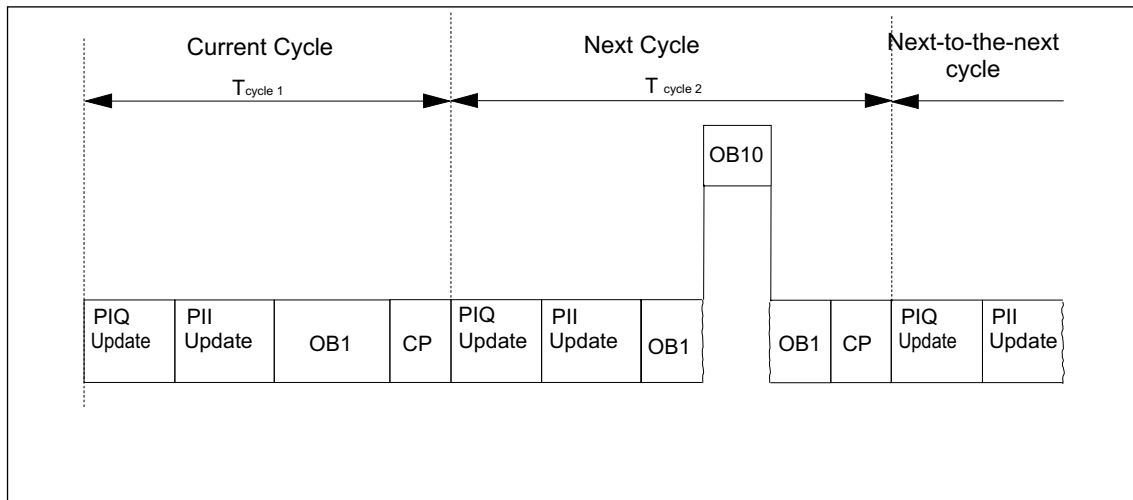 Current Cycle
Next Cycle
Next-to-the-next
cycle
Tcycle 1
T cycle 2
OB10
PIQ
Update
PII
Update
OB1
CP
PIQ
Update
PII
Update
OB1
OB1
CP
PIQ
Update
PII
Update